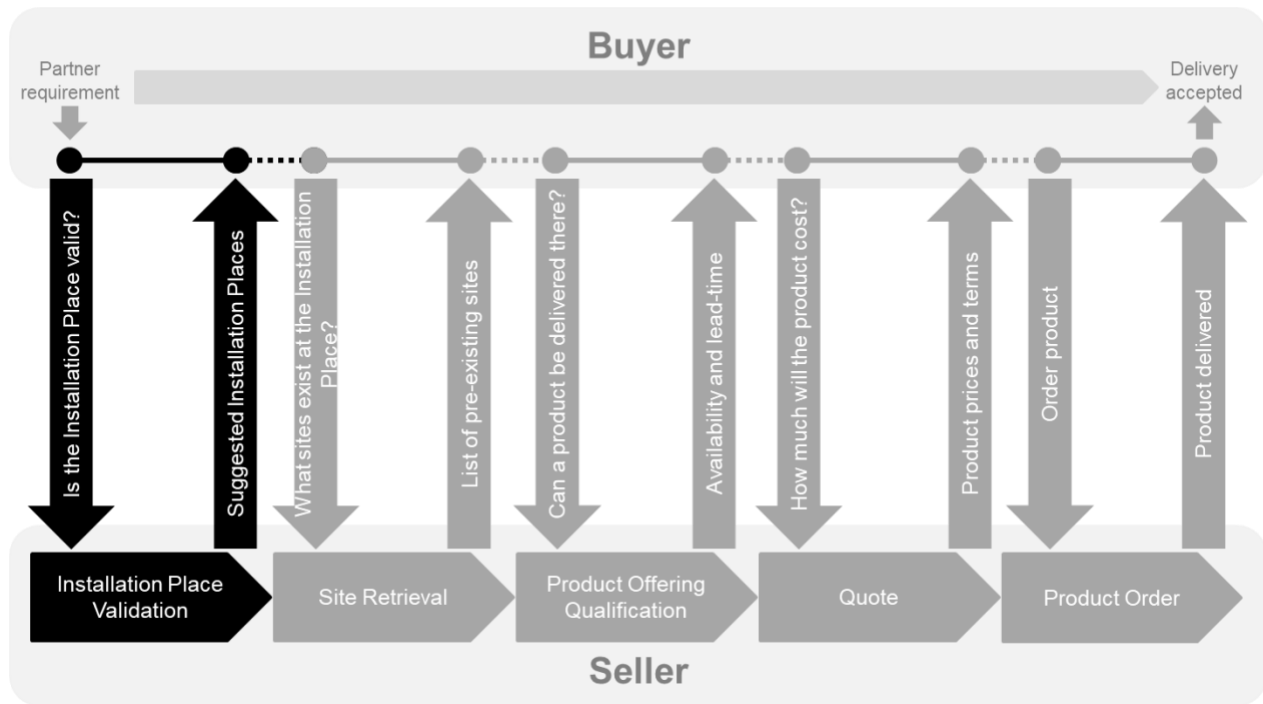 Buyer
Partner
requirement
Delivery
accepted
Is the Installation Place valid?
Suggested Installation Places
What sites exist at the Installation
Place?
List of pre-existing sites
Can a product be delivered there?
Availability and lead-time
How much will the product cost?
Product prices and terms
Order product
Product delivered
Installation Place
Validation
Site Retrieval
Product Offering
Qualification
Quote
Product Order
Seller